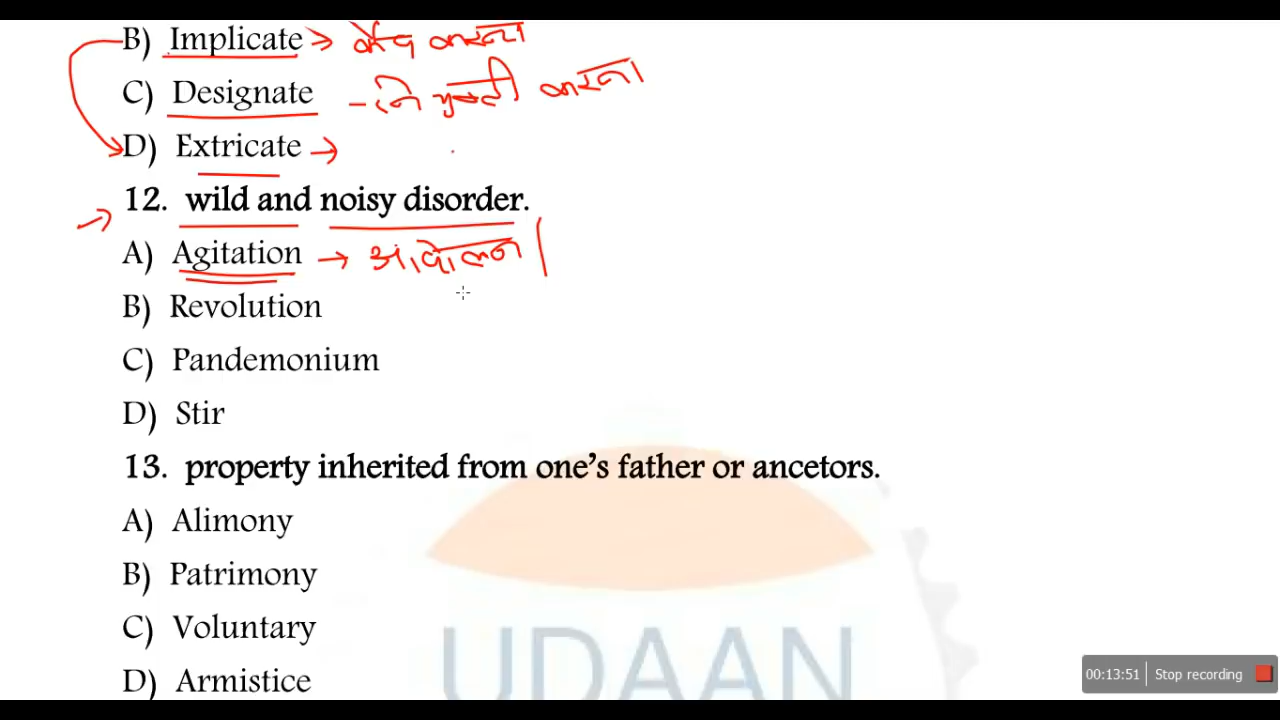 B) Implicate → कैद करना
C) Designate - नियुक्ती करना
D) Extricate →
→ 12. wild and noisy disorder.
A) Agitation → आंदोलन |
B) Revolution
C) Pandemonium
D) Stir
13. property inherited from one's father or ancetors.
A) Alimony
B) Patrimony
C) Voluntary
D) Armistice
UDAAN
00:13:51 Stop recording